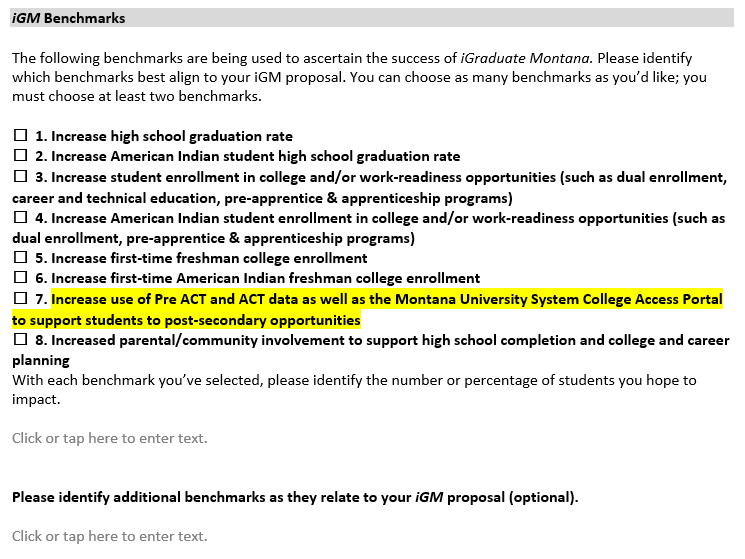 iGM Benchmarks
The following benchmarks are being used to ascertain the success of iGraduate Montana. Please identify
which benchmarks best align to your iGM proposal. You can choose as many benchmarks as you’d like; you
must choose at least two benchmarks.
☐ 1. Increase high school graduation rate
☐ 2. Increase American Indian student high school graduation rate
☐ 3. Increase student enrollment in college and/or work-readiness opportunities (such as dual enrollment,
career and technical education, pre-apprentice & apprenticeship programs)
☐ 4. Increase American Indian student enrollment in college and/or work-readiness opportunities (such as
dual enrollment, pre-apprentice & apprenticeship programs)
☐ 5. Increase first-time freshman college enrollment
☐ 6. Increase first-time American Indian freshman college enrollment
☐ 7. Increase use of Pre ACT and ACT data as well as the Montana University System College Access Portal
to support students to post-secondary opportunities
☐ 8. Increased parental/community involvement to support high school completion and college and career
planning
With each benchmark you’ve selected, please identify the number or percentage of students you hope to
impact.
Click or tap here to enter text.
Please identify additional benchmarks as they relate to your iGM proposal (optional).
Click or tap here to enter text.